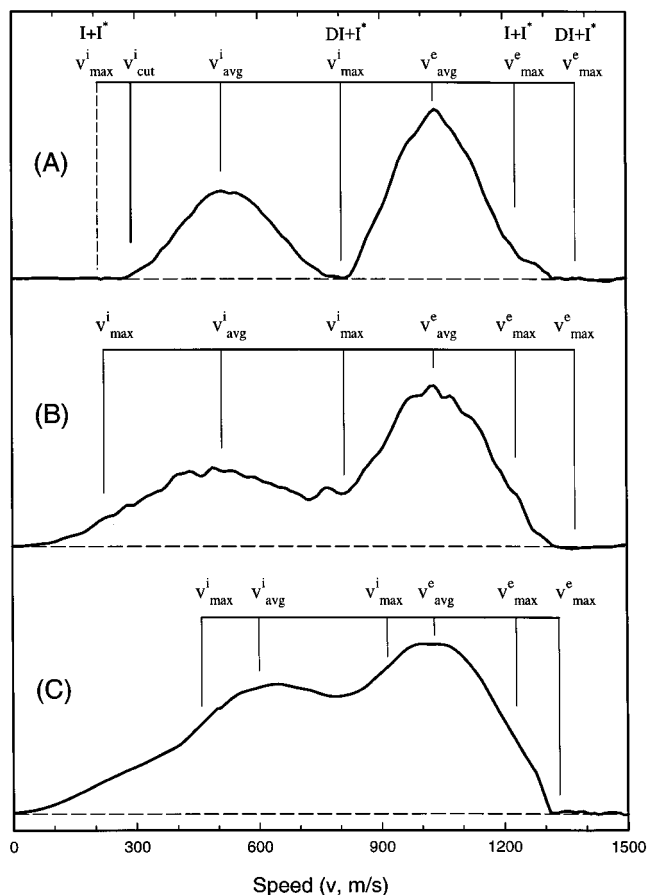 I+I* DI+I* I+I* DI+I*
v^i_max v^i_cut v^i_avg v^i_max v^e_avg v^e_max v^e_max
(A)
v^i_max v^i_avg v^i_max v^e_avg v^e_max v^e_max
(B)
v^i_max v^i_avg v^i_max v^e_avg v^e_max v^e_max
(C)
0 300 600 900 1200 1500
Speed (v, m/s)